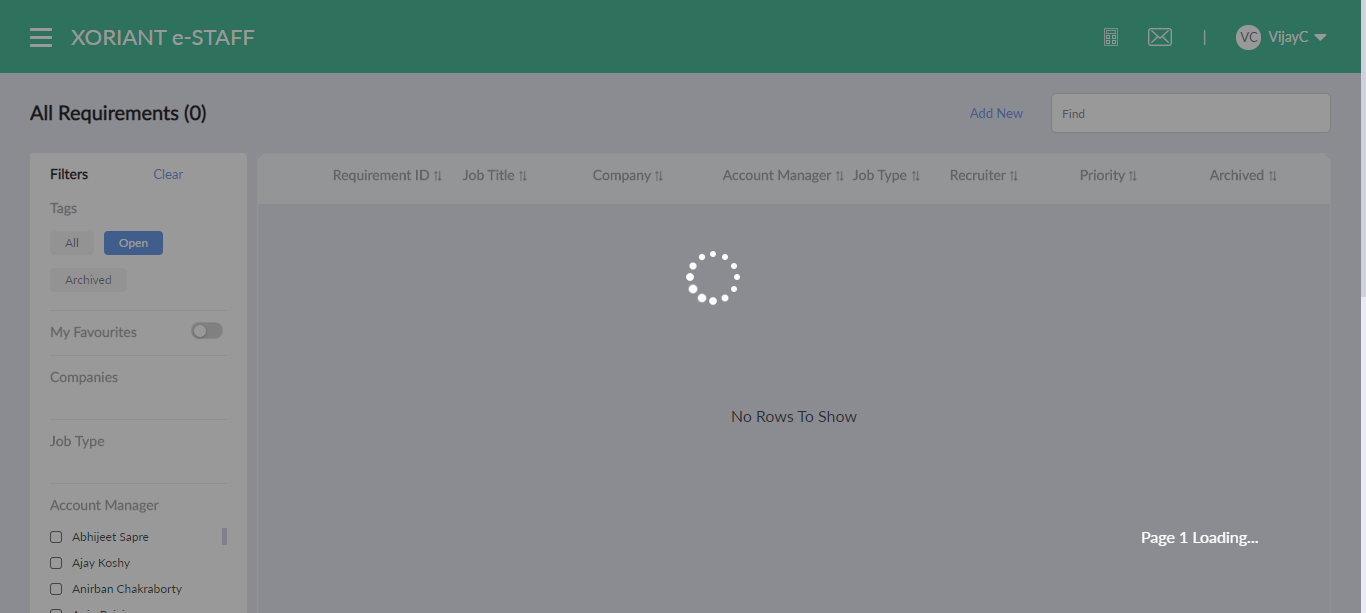 XORIANT e-STAFF
|
VC VijayC
All Requirements (0)
Add New
Find
Filters
Clear
Tags
All
Open
Archived
My Favourites
Companies
Job Type
Account Manager
Abhijeet Sapre
Ajay Koshy
Anirban Chakraborty
Requirement ID Job Title Company Account Manager Job Type Recruiter Priority Archived
No Rows To Show
Page 1 Loading...